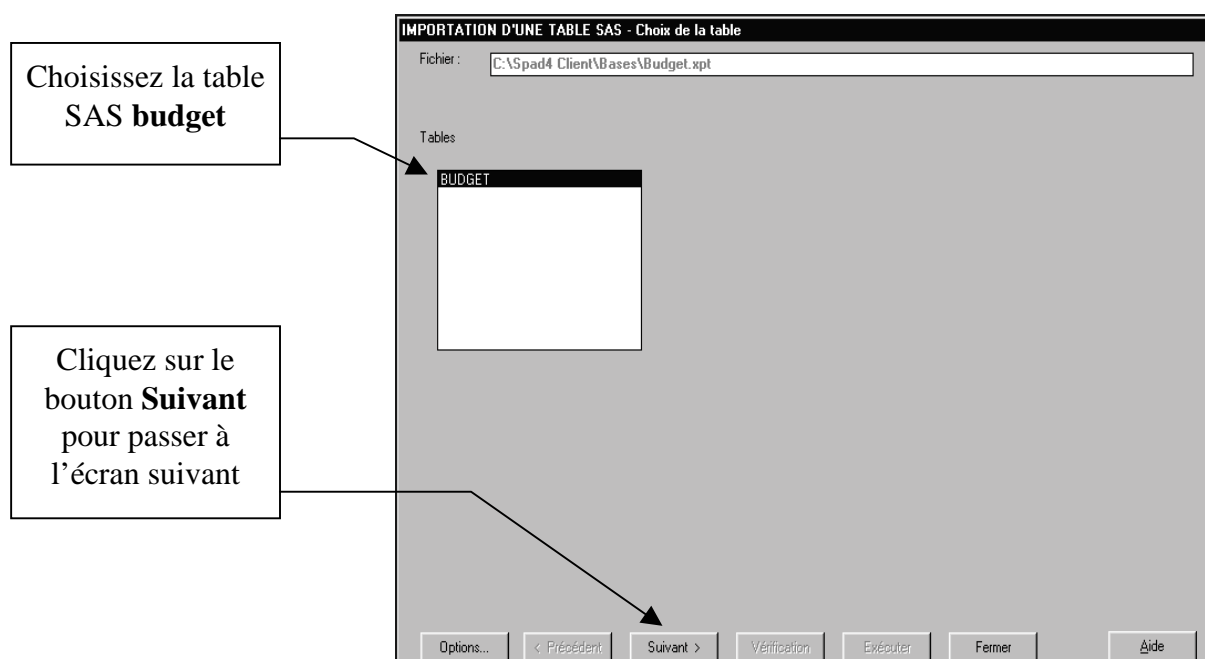 IMPORTATION D'UNE TABLE SAS - Choix de la table
Fichier :
C:\Spad4 Client\Bases\Budget.xpt
Choisissez la table
SAS budget
Tables
BUDGET
Cliquez sur le
bouton Suivant
pour passer à
l’écran suivant
Options...
< Précédent
Suivant >
Vérification
Exécuter
Fermer
Aide